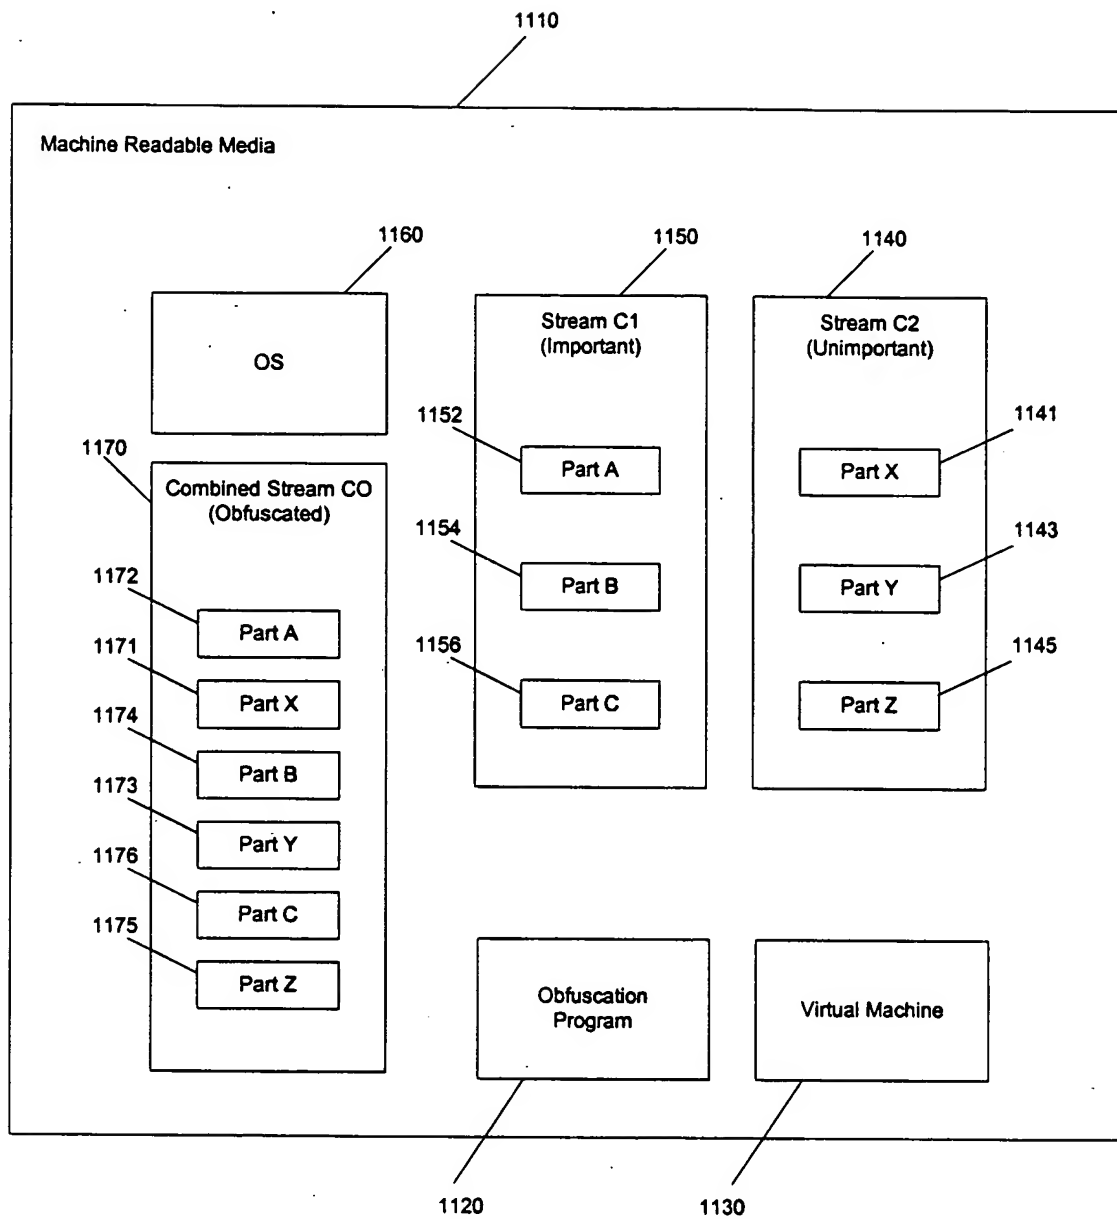 1110
Machine Readable Media
1160
1150
1140
OS
Stream C1
(Important)
Stream C2
(Unimportant)
1152
Part A
1141
Part X
1170
Combined Stream CO
(Obfuscated)
1154
Part B
1143
Part Y
1172
Part A
1156
Part C
1145
Part Z
1171
Part X
1174
Part B
1173
Part Y
1176
Part C
1175
Part Z
Obfuscation
Program
Virtual Machine
1120
1130